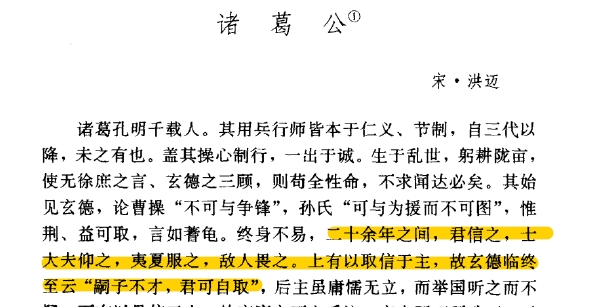 诸葛公①
宋·洪迈
诸葛孔明千载人。其用兵行师皆本于仁义、节制，自三代以
降，未之有也。盖其操心制行，一出于诚。生于乱世，躬耕陇亩，
使无徐庶之言、玄德之三顾，则苟全性命，不求闻达必矣。其始
见玄德，论曹操“不可与争锋”，孙氏“可与为援而不可图”，惟
荆、益可取，言如蓍龟。终身不易，二十余年之间，君信之，士
大夫仰之，夷夏服之，敌人畏之。上有以取信于主，故玄德临终
至云“嗣子不才，君可自取”，后主虽庸懦无立，而举国听之而不